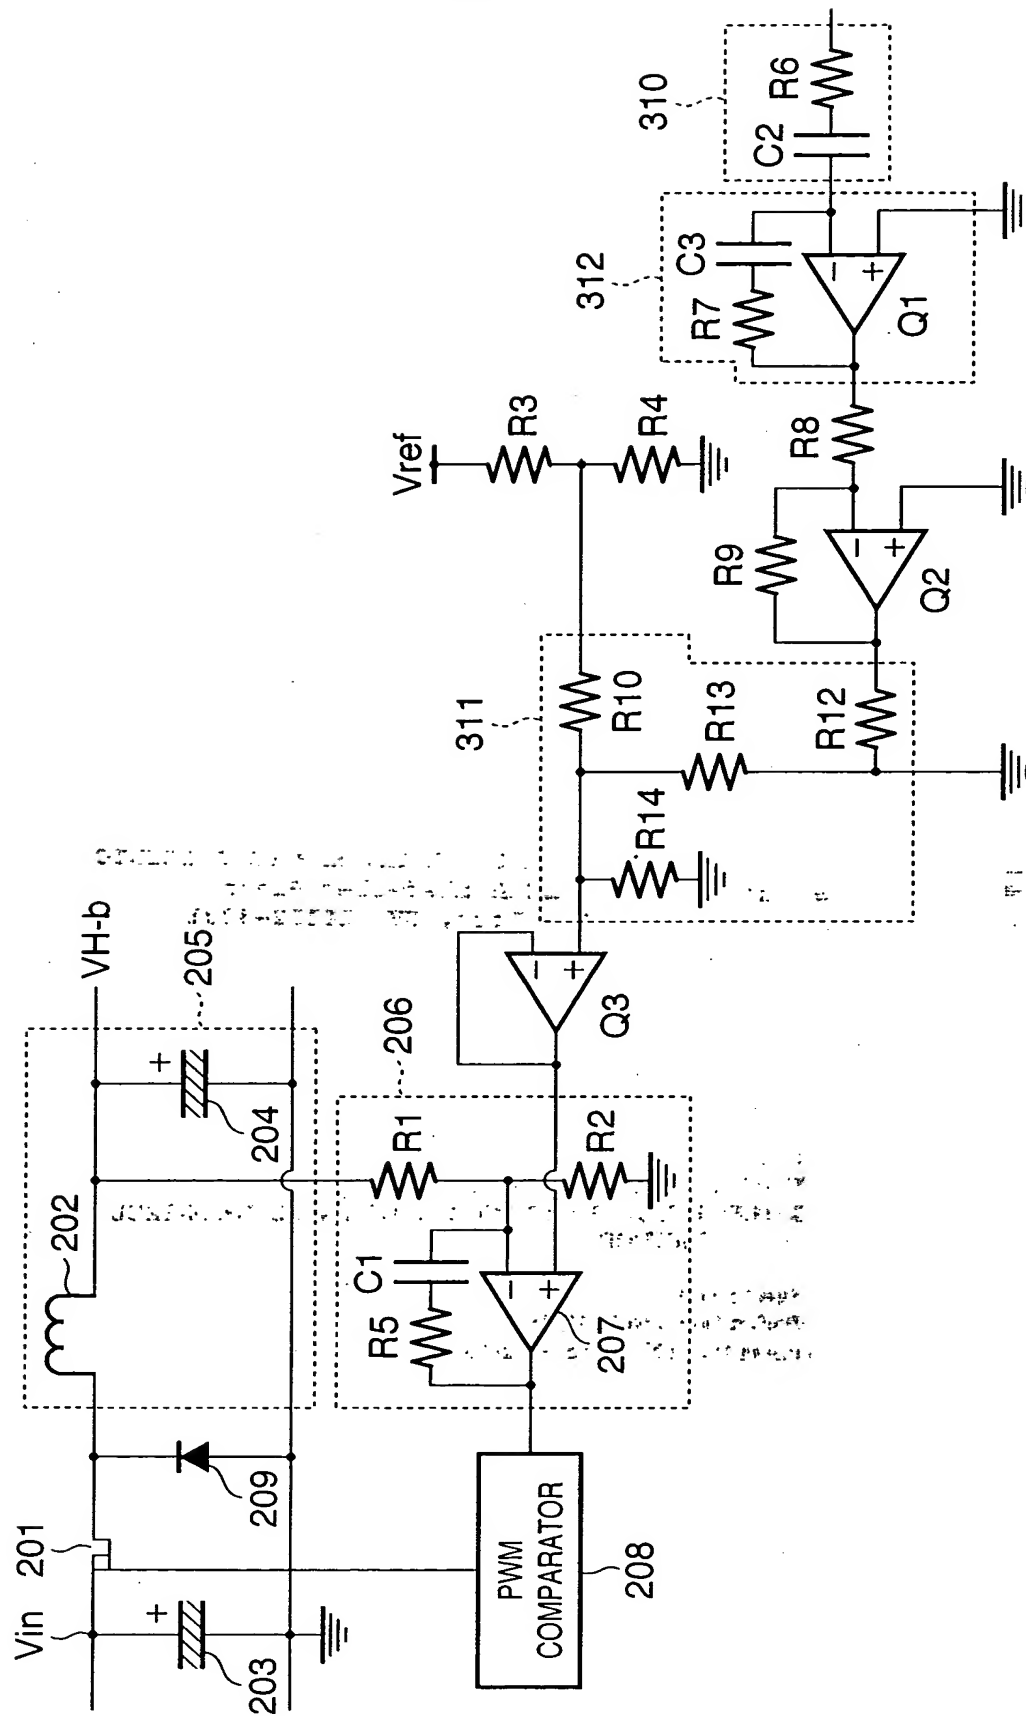 Vin
201
203
209
202
204
205
VH-b
206
R1
R2
C1
R5
207
PWM
COMPARATOR
208
Q3
311
R14
R13
R10
R12
Vref
R3
R4
R9
Q2
R8
312
R7
C3
Q1
310
C2
R6
+
+
-
+
-
+
-
+
-
+